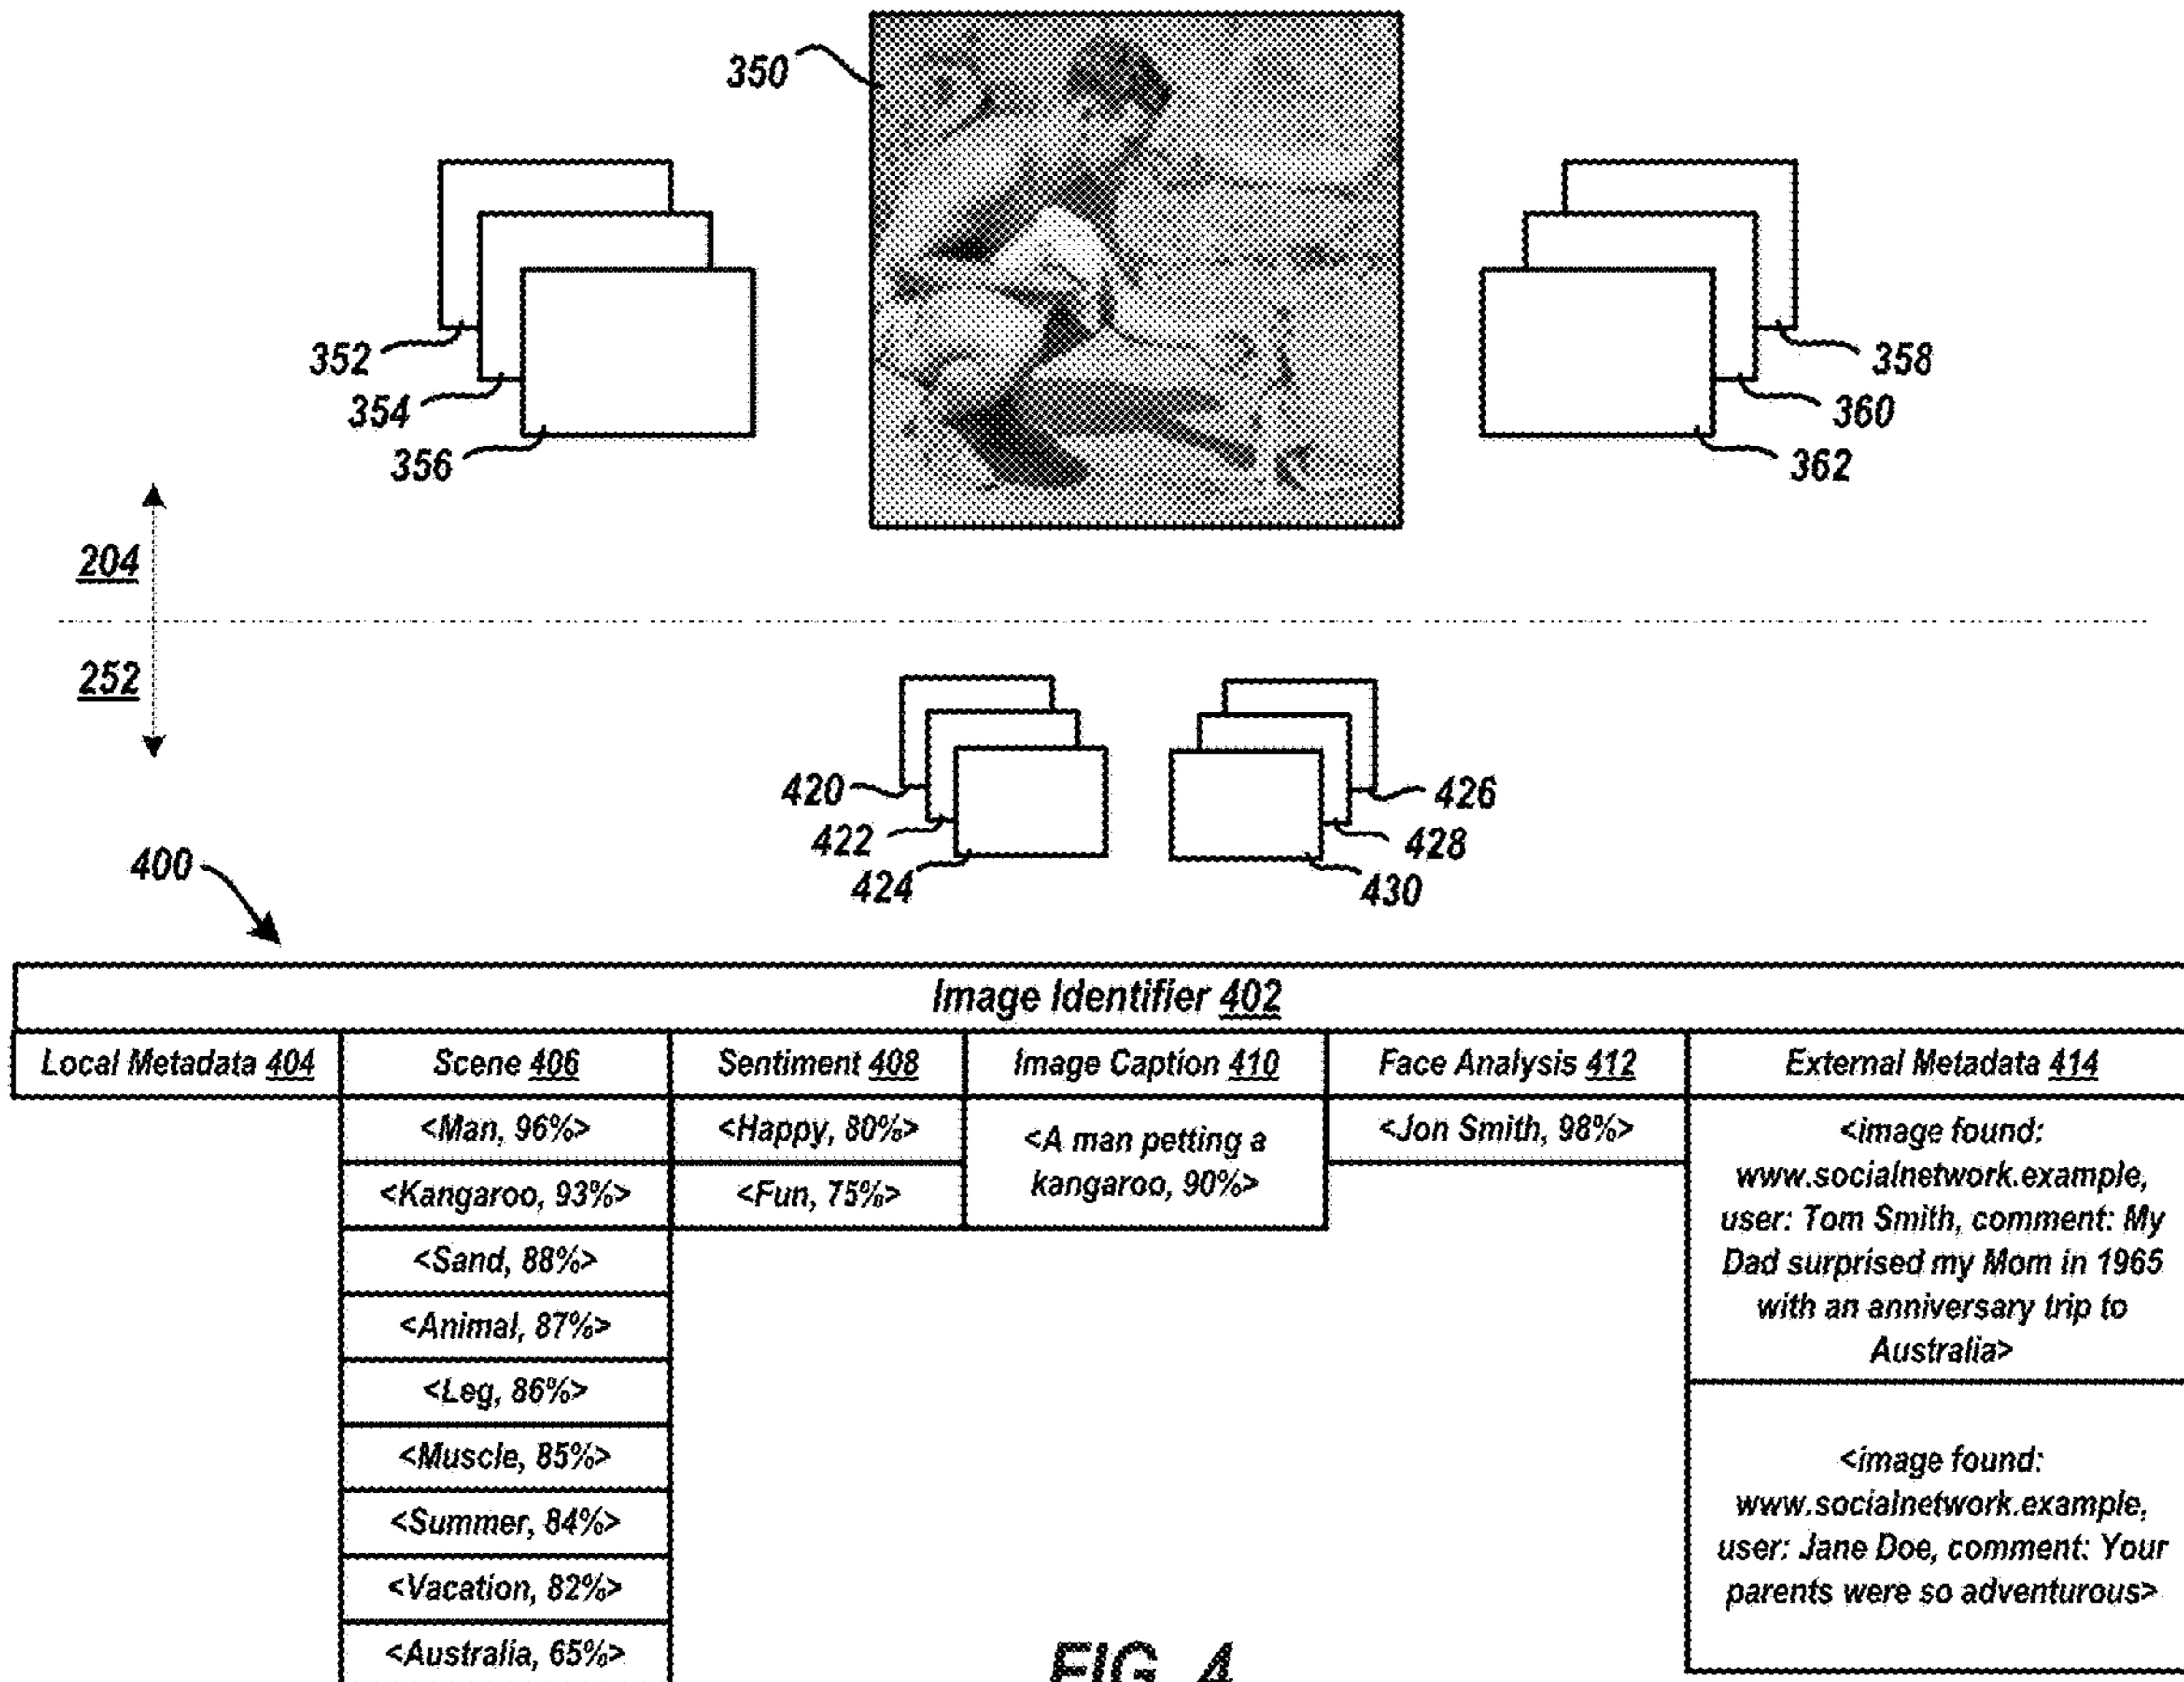 350
352
354
356
358
360
362
204
252
420
422
424
426
428
430
400
Image Identifier 402
Local Metadata 404
Scene 406
Sentiment 408
Image Caption 410
Face Analysis 412
External Metadata 414
<Man, 96%>
<Kangaroo, 93%>
<Sand, 88%>
<Animal, 87%>
<Leg, 86%>
<Muscle, 85%>
<Summer, 84%>
<Vacation, 82%>
<Australia, 65%>
<Happy, 80%>
<Fun, 75%>
<A man petting a
kangaroo, 90%>
<Jon Smith, 98%>
<image found:
www.socialnetwork.example,
user: Tom Smith, comment: My
Dad surprised my Mom in 1965
with an anniversary trip to
Australia>
<image found:
www.socialnetwork.example,
user: Jane Doe, comment: Your
parents were so adventurous>
FIG. 4